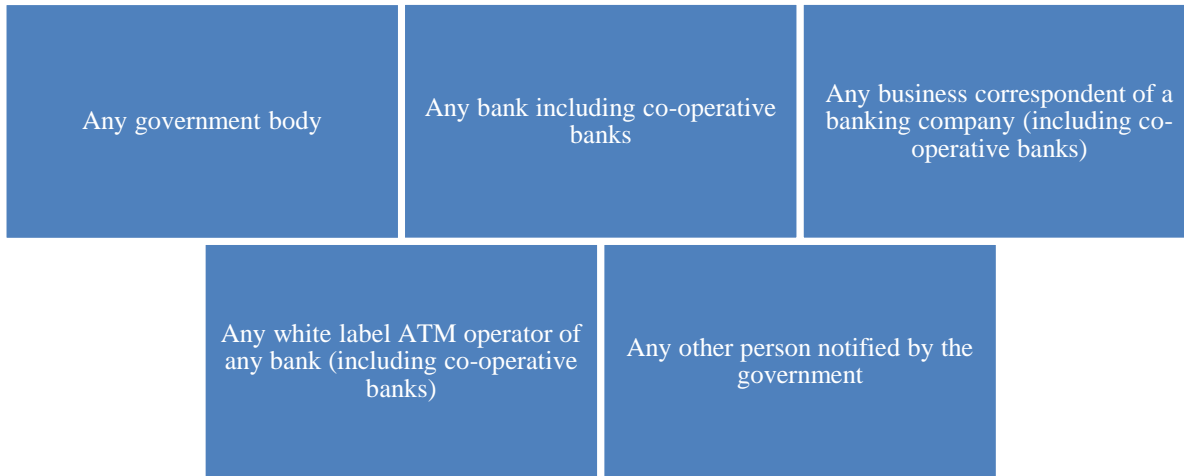 Any government body
Any bank including co-operative
banks
Any business correspondent of a
banking company (including co-
operative banks)
Any white label ATM operator of
any bank (including co-operative
banks)
Any other person notified by the
government